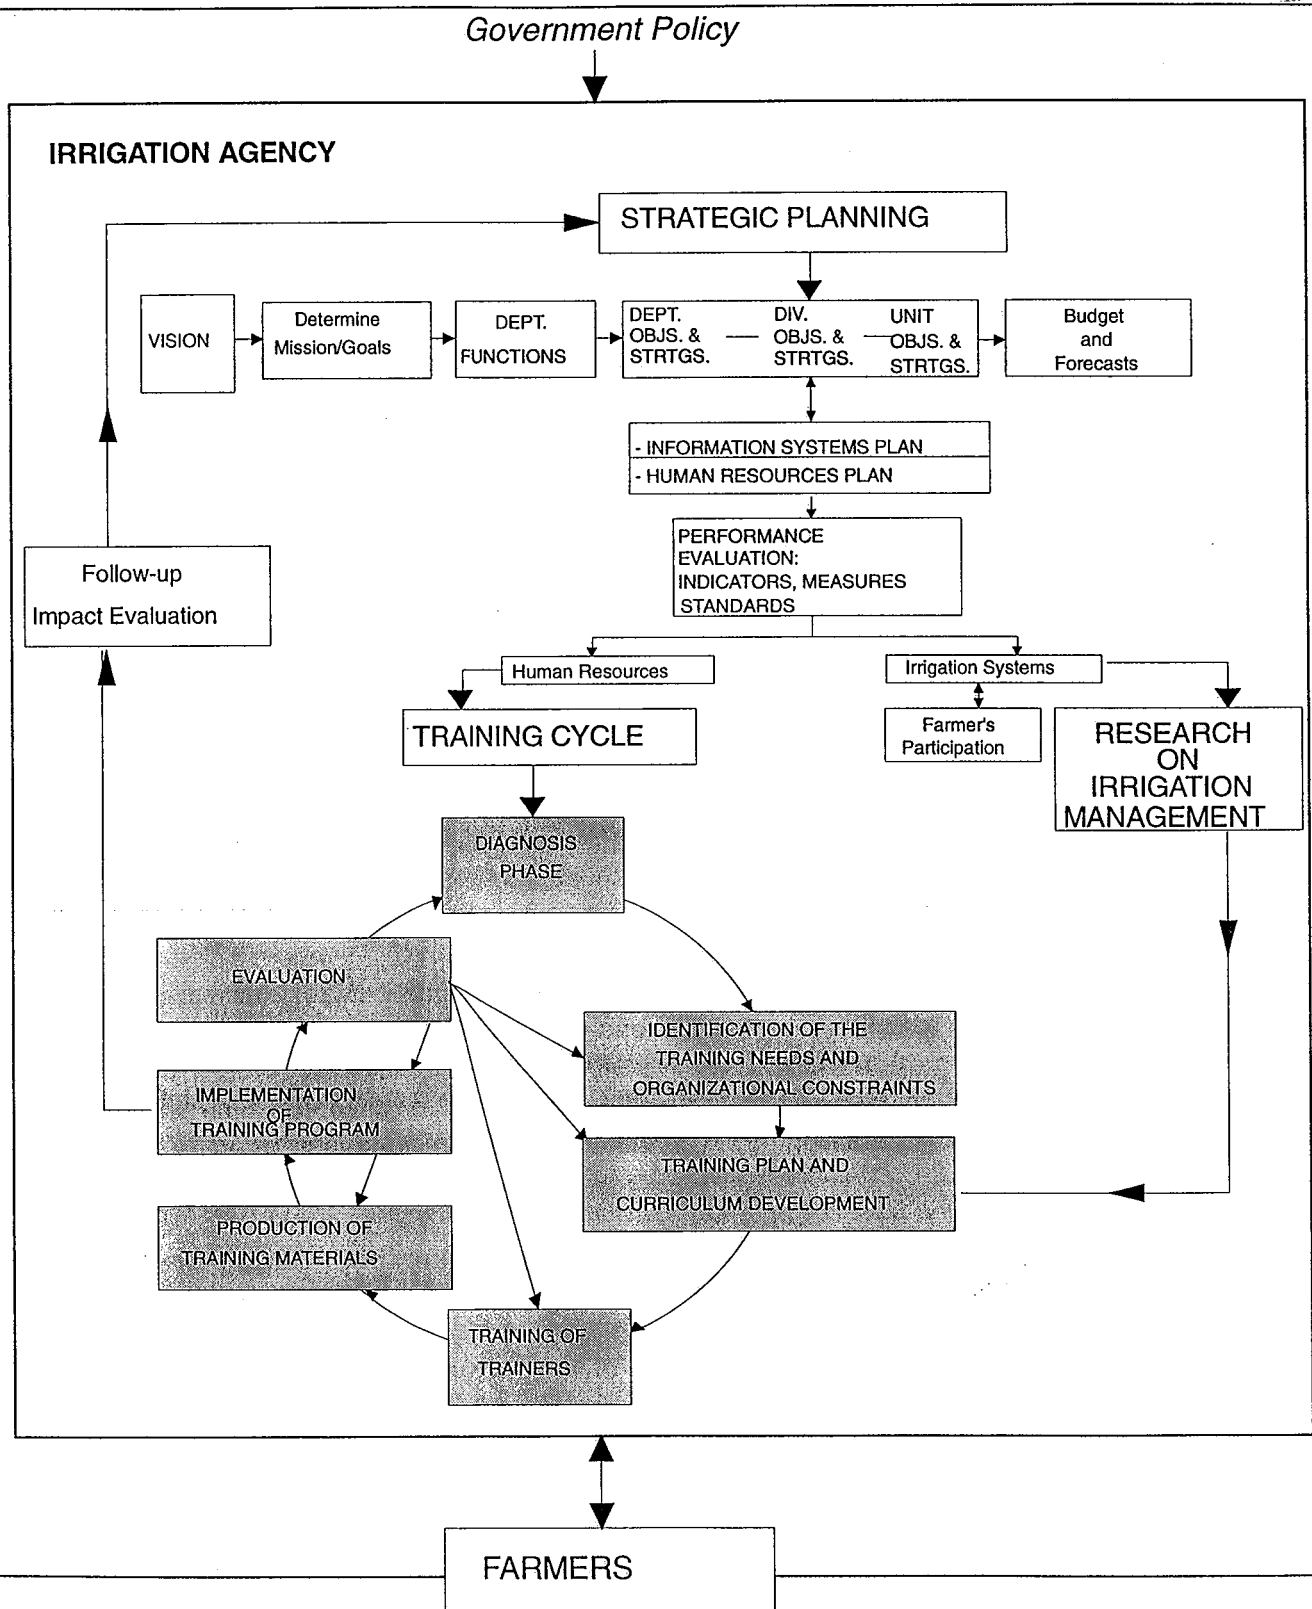 Government Policy
IRRIGATION AGENCY
STRATEGIC PLANNING
VISION
Determine
Mission/Goals
DEPT.
FUNCTIONS
DEPT.
OBJS. &
STRTGS.
DIV.
OBJS. &
STRTGS.
UNIT
OBJS. &
STRTGS.
Budget
and
Forecasts
- INFORMATION SYSTEMS PLAN
- HUMAN RESOURCES PLAN
PERFORMANCE
EVALUATION:
INDICATORS, MEASURES
STANDARDS
Follow-up
Impact Evaluation
Human Resources
Irrigation Systems
TRAINING CYCLE
Farmer's
Participation
RESEARCH
ON
IRRIGATION
MANAGEMENT
DIAGNOSIS
PHASE
EVALUATION
IDENTIFICATION OF THE
TRAINING NEEDS AND
ORGANIZATIONAL CONSTRAINTS
IMPLEMENTATION
OF
TRAINING PROGRAM
TRAINING PLAN AND
CURRICULUM DEVELOPMENT
PRODUCTION OF
TRAINING MATERIALS
TRAINING OF
TRAINERS
FARMERS